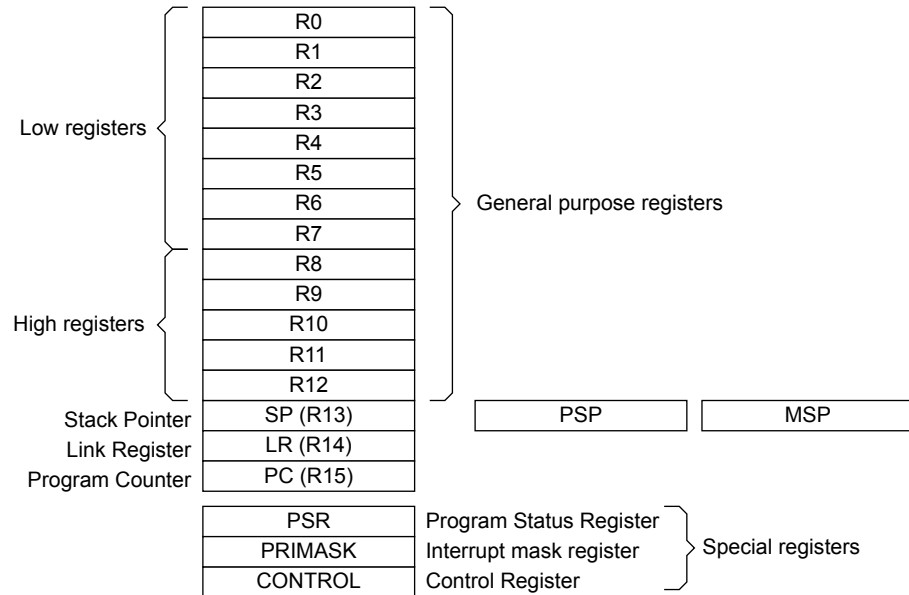 R0
R1
R2
R3
Low registers
R4
R5
R6
General purpose registers
R7
R8
R9
High registers
R10
R11
R12
Stack Pointer SP (R13) PSP MSP
Link Register LR (R14)
Program Counter PC (R15)
PSR Program Status Register
PRIMASK Interrupt mask register Special registers
CONTROL Control Register